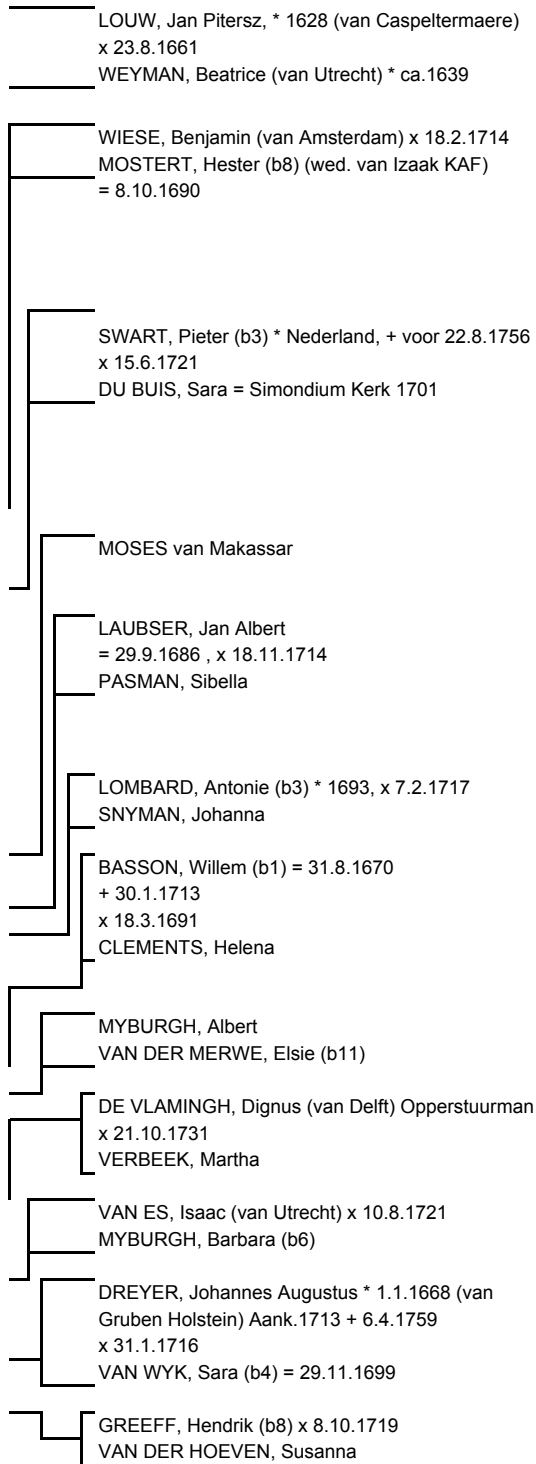 LOUW, Jan Pitersz, * 1628 (van Caspeltermaere)
x 23.8.1661
WEYMAN, Beatrice (van Utrecht) * ca.1639
WIESE, Benjamin (van Amsterdam) x 18.2.1714
MOSTERT, Hester (b8) (wed. van Izaak KAF)
= 8.10.1690
SWART, Pieter (b3) * Nederland, + voor 22.8.1756
x 15.6.1721
DU BUIS, Sara = Simondium Kerk 1701
MOSES van Makassar
LAUBSER, Jan Albert
= 29.9.1686 , x 18.11.1714
PASMAN, Sibella
LOMBARD, Antonie (b3) * 1693, x 7.2.1717
SNYMAN, Johanna
BASSON, Willem (b1) = 31.8.1670
+ 30.1.1713
x 18.3.1691
CLEMENTS, Helena
MYBURGH, Albert
VAN DER MERWE, Elsie (b11)
DE VLAMINGH, Dignus (van Delft) Opperstuurman
x 21.10.1731
VERBEEK, Martha
VAN ES, Isaac (van Utrecht) x 10.8.1721
MYBURGH, Barbara (b6)
DREYER, Johannes Augustus * 1.1.1668 (van
Gruben Holstein) Aank.1713 + 6.4.1759
x 31.1.1716
VAN WYK, Sara (b4) = 29.11.1699
GREEFF, Hendrik (b8) x 8.10.1719
VAN DER HOEVEN, Susanna